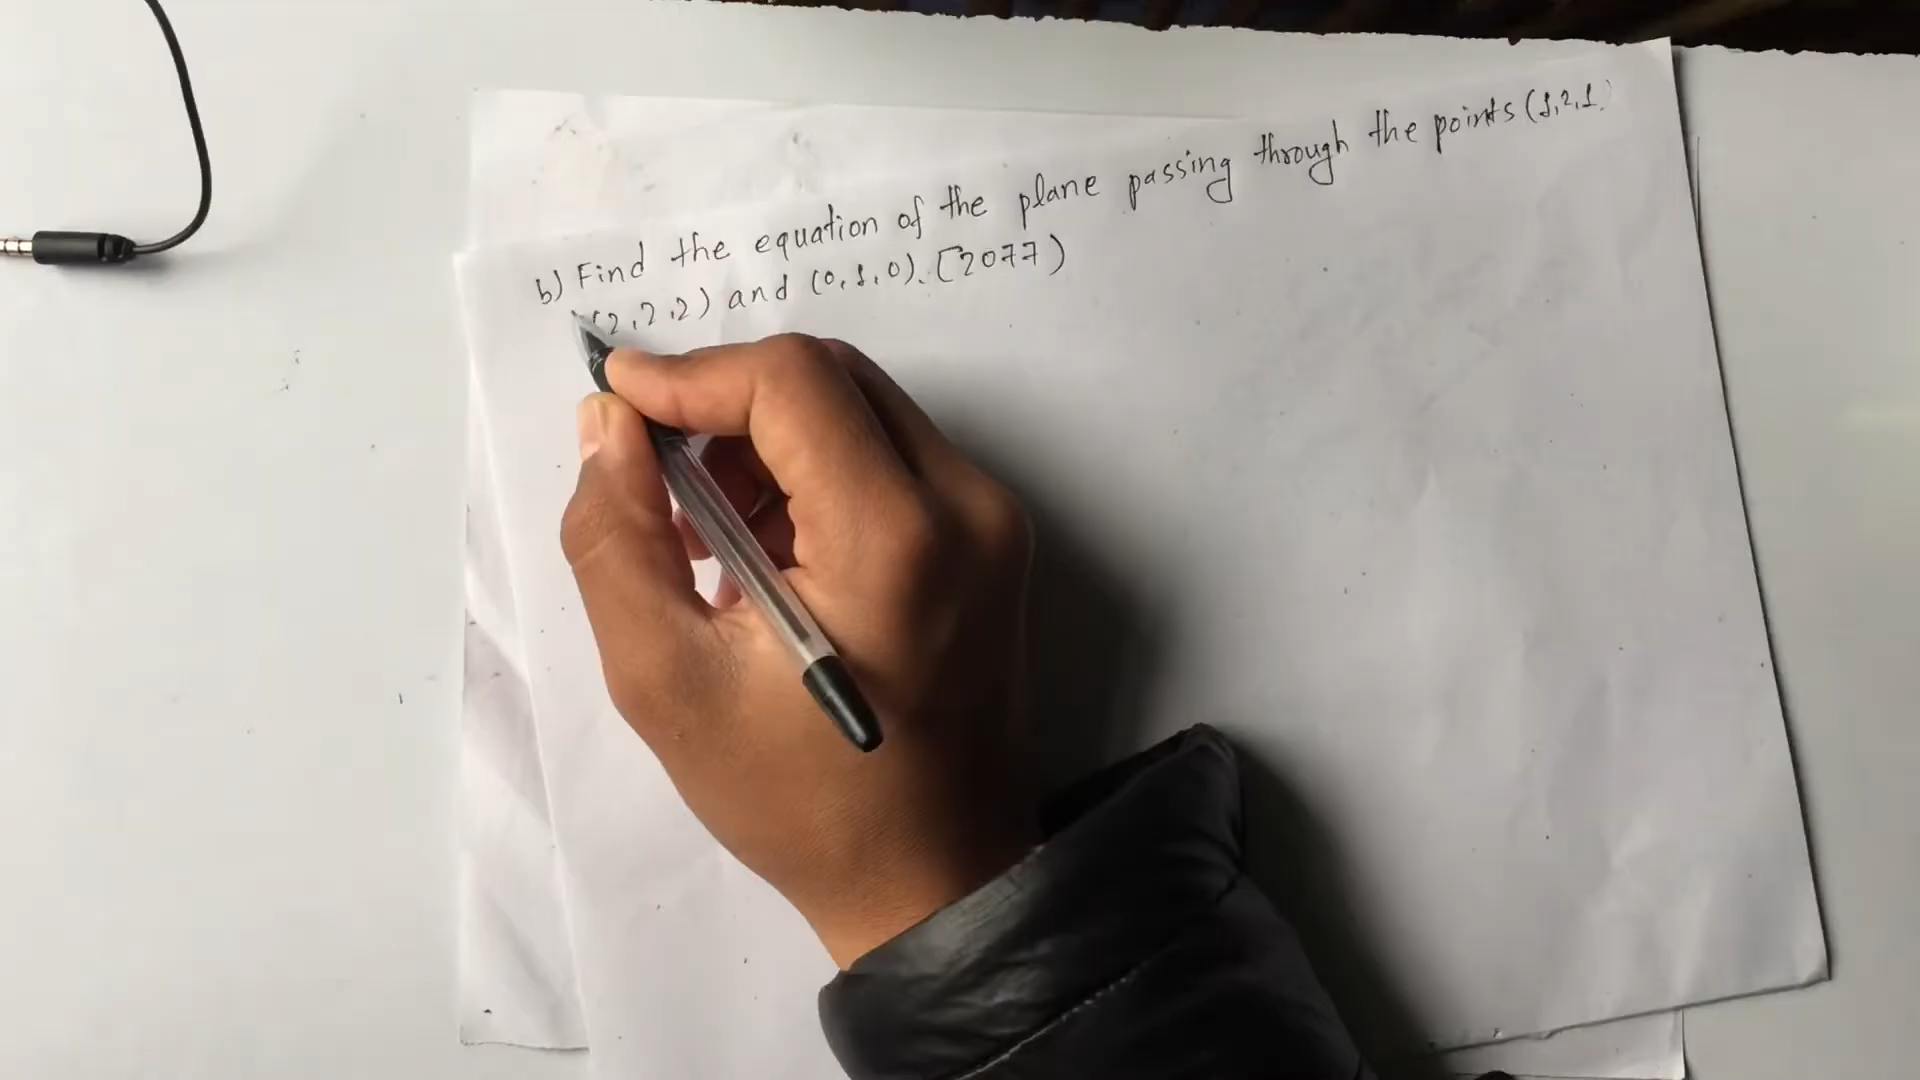 b) Find the equation of the plane passing through the points (1,2,1)
(2,2,2) and (0,1,0). [2077)